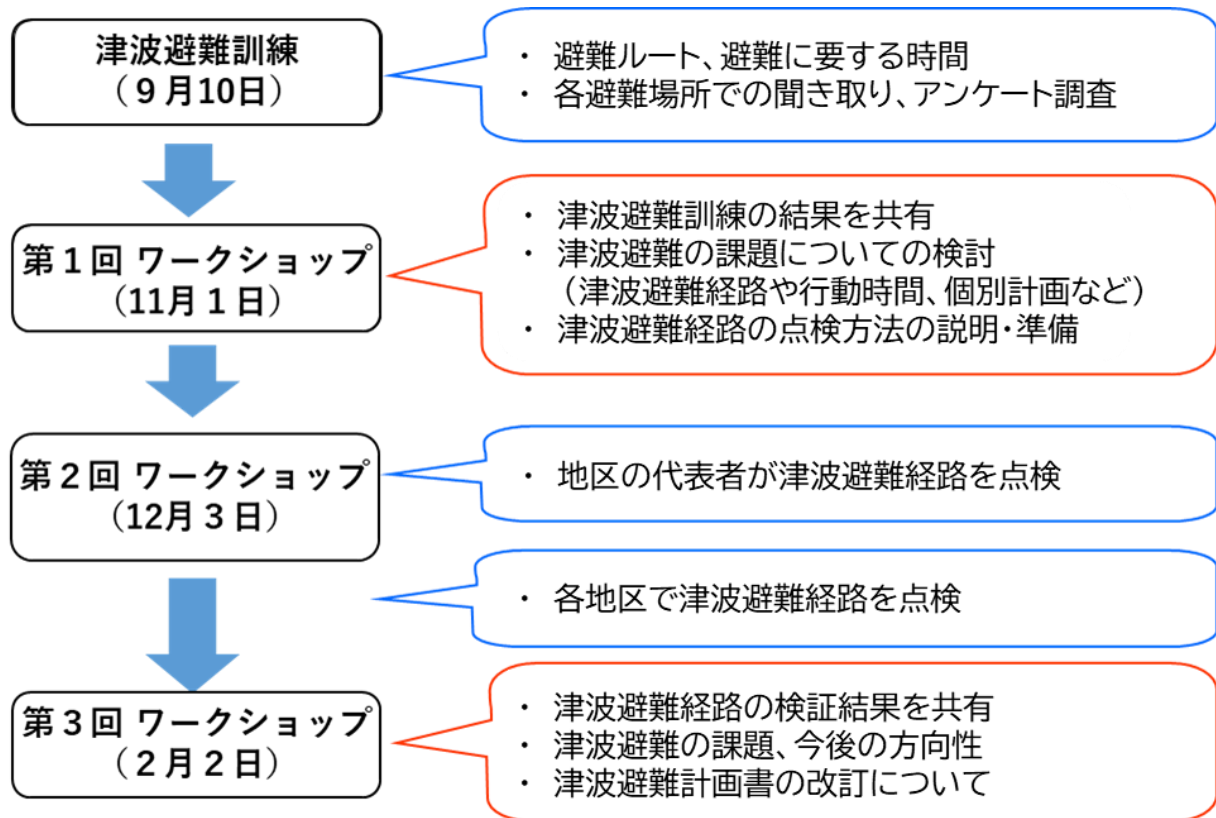 津波避難訓練
（９月10日）
・ 避難ルート、避難に要する時間
・ 各避難場所での聞き取り、アンケート調査
第１回 ワークショップ
（11月１日）
・ 津波避難訓練の結果を共有
・ 津波避難の課題についての検討
（津波避難経路や行動時間、個別計画など）
・ 津波避難経路の点検方法の説明・準備
第２回 ワークショップ
（12月３日）
・ 地区の代表者が津波避難経路を点検
・ 各地区で津波避難経路を点検
第３回 ワークショップ
（２月２日）
・ 津波避難経路の検証結果を共有
・ 津波避難の課題、今後の方向性
・ 津波避難計画書の改訂について